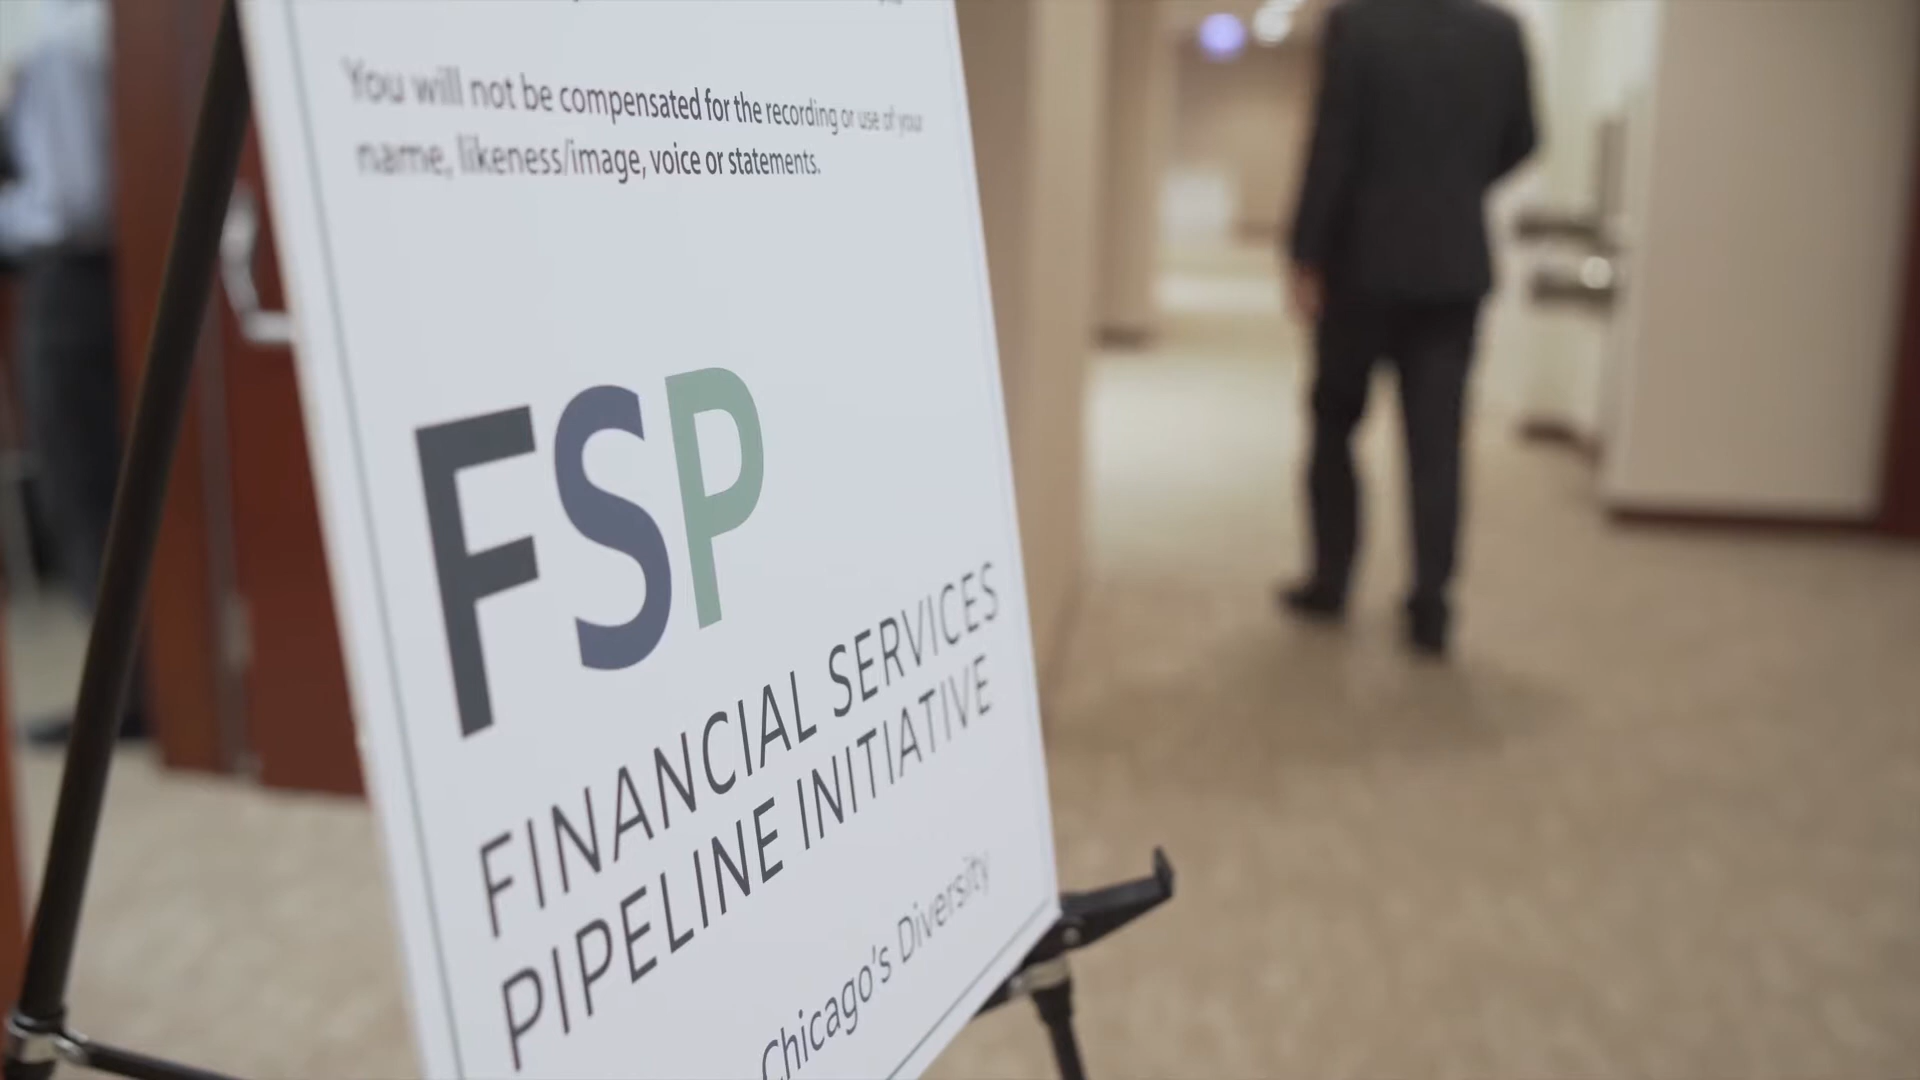 You will not be compensated for the recording or use of your
name, likeness/image, voice or statements.
FSP
FINANCIAL SERVICES
PIPELINE INITIATIVE
Chicago's Diversity